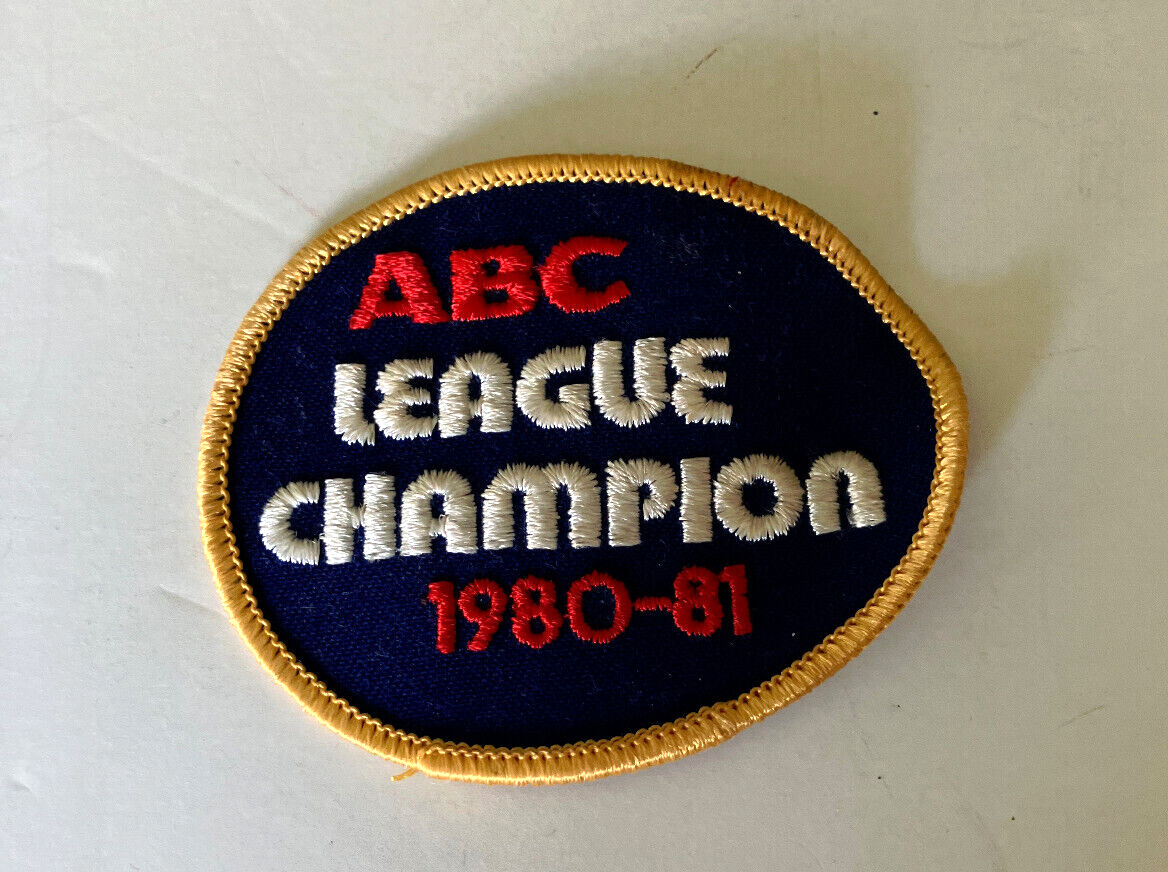 ABC
LEAGUE
CHAMPION
1980-81